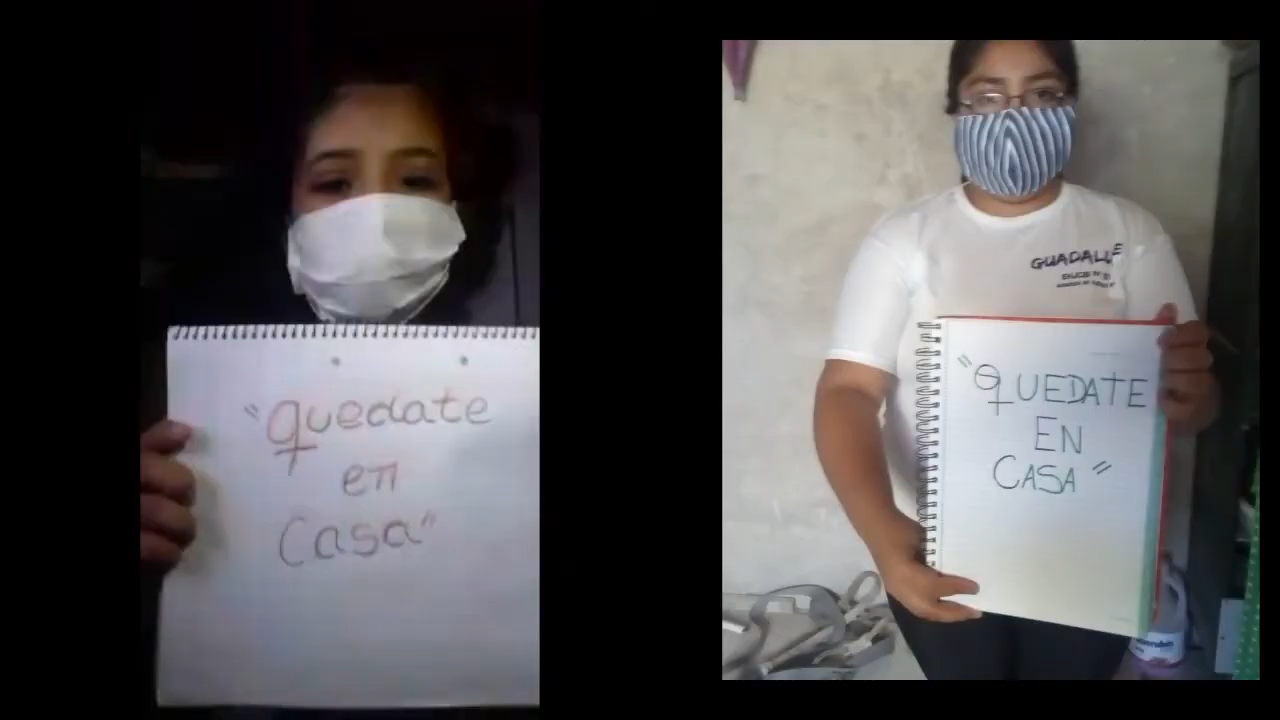 "quedate
en
casa"
GUADALUPE
"QUEDATE
EN
CASA"